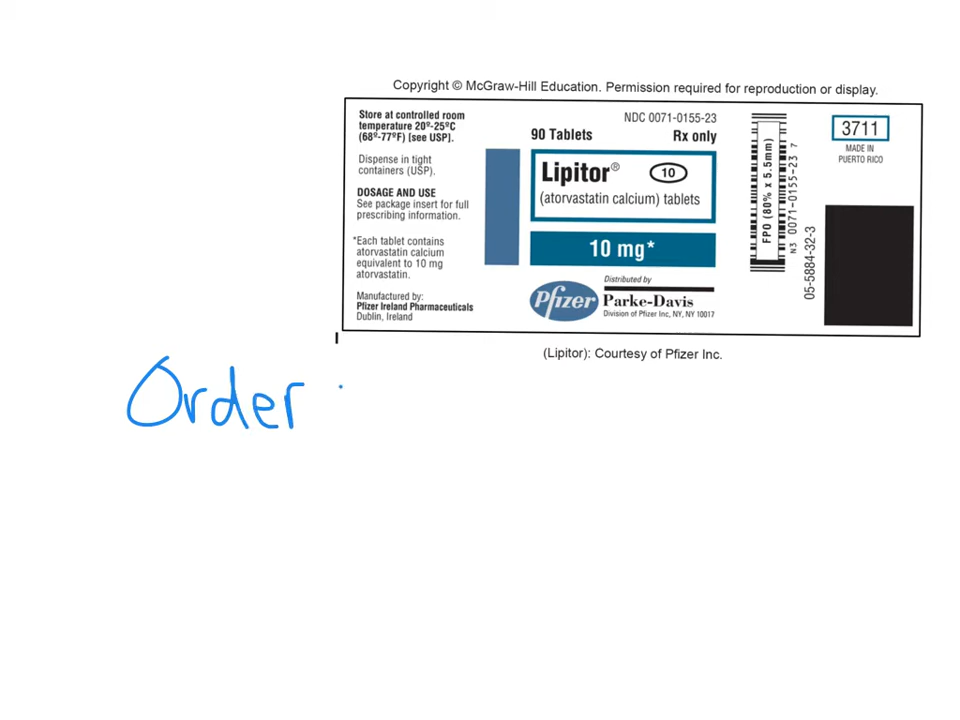 Copyright © McGraw-Hill Education. Permission required for reproduction or display.
Store at controlled room
temperature 20º-25ºC
(68º-77ºF) [see USP].
Dispense in tight
containers (USP).
DOSAGE AND USE
See package insert for full
prescribing information.
*Each tablet contains
atorvastatin calcium
equivalent to 10 mg
atorvastatin.
Manufactured by:
Pfizer Ireland Pharmaceuticals
Dublin, Ireland
NDC 0071-0155-23
90 Tablets Rx only
Lipitor® 10
(atorvastatin calcium) tablets
10 mg*
Distributed by
Pfizer Parke-Davis
Division of Pfizer Inc, NY, NY 10017
FPO (80% x 5.5mm)
N3 0071-0155-23 7
05-5884-32-3
3711
MADE IN
PUERTO RICO
(Lipitor): Courtesy of Pfizer Inc.
Order